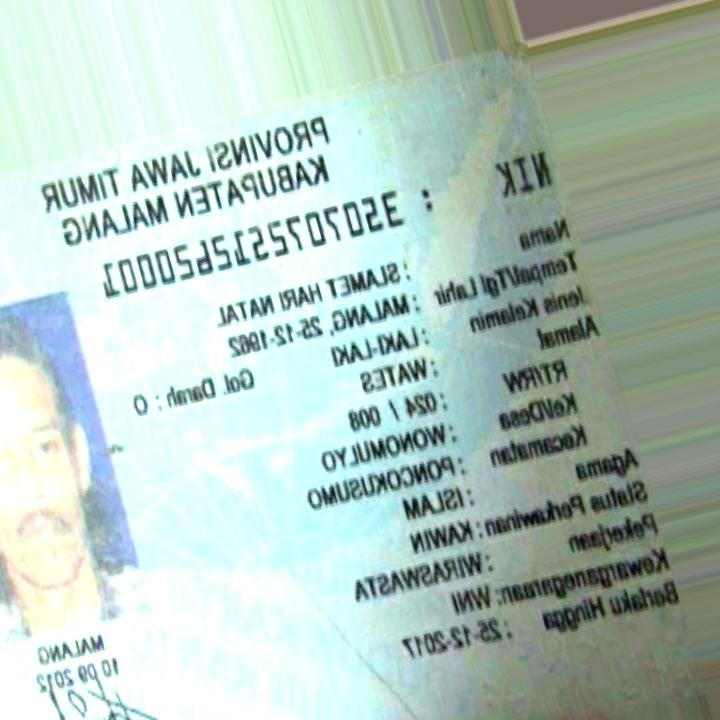 PROVINSI JAWA TIMUR
KABUPATEN MALANG
NIK : 3507072512620001
Nama : SLAMET HARI NATAL
Tempat/Tgl Lahir : MALANG, 25-12-1962
Jenis Kelamin : LAKI-LAKI Gol. Darah : O
Alamat : WATES
RT/RW : 024 / 008
Kel/Desa : WONOMULYO
Kecamatan : PONCOKUSUMO
Agama : ISLAM
Status Perkawinan : KAWIN
Pekerjaan : WIRASWASTA
Kewarganegaraan: WNI
Berlaku Hingga : 25-12-2017
MALANG
10 09 2012